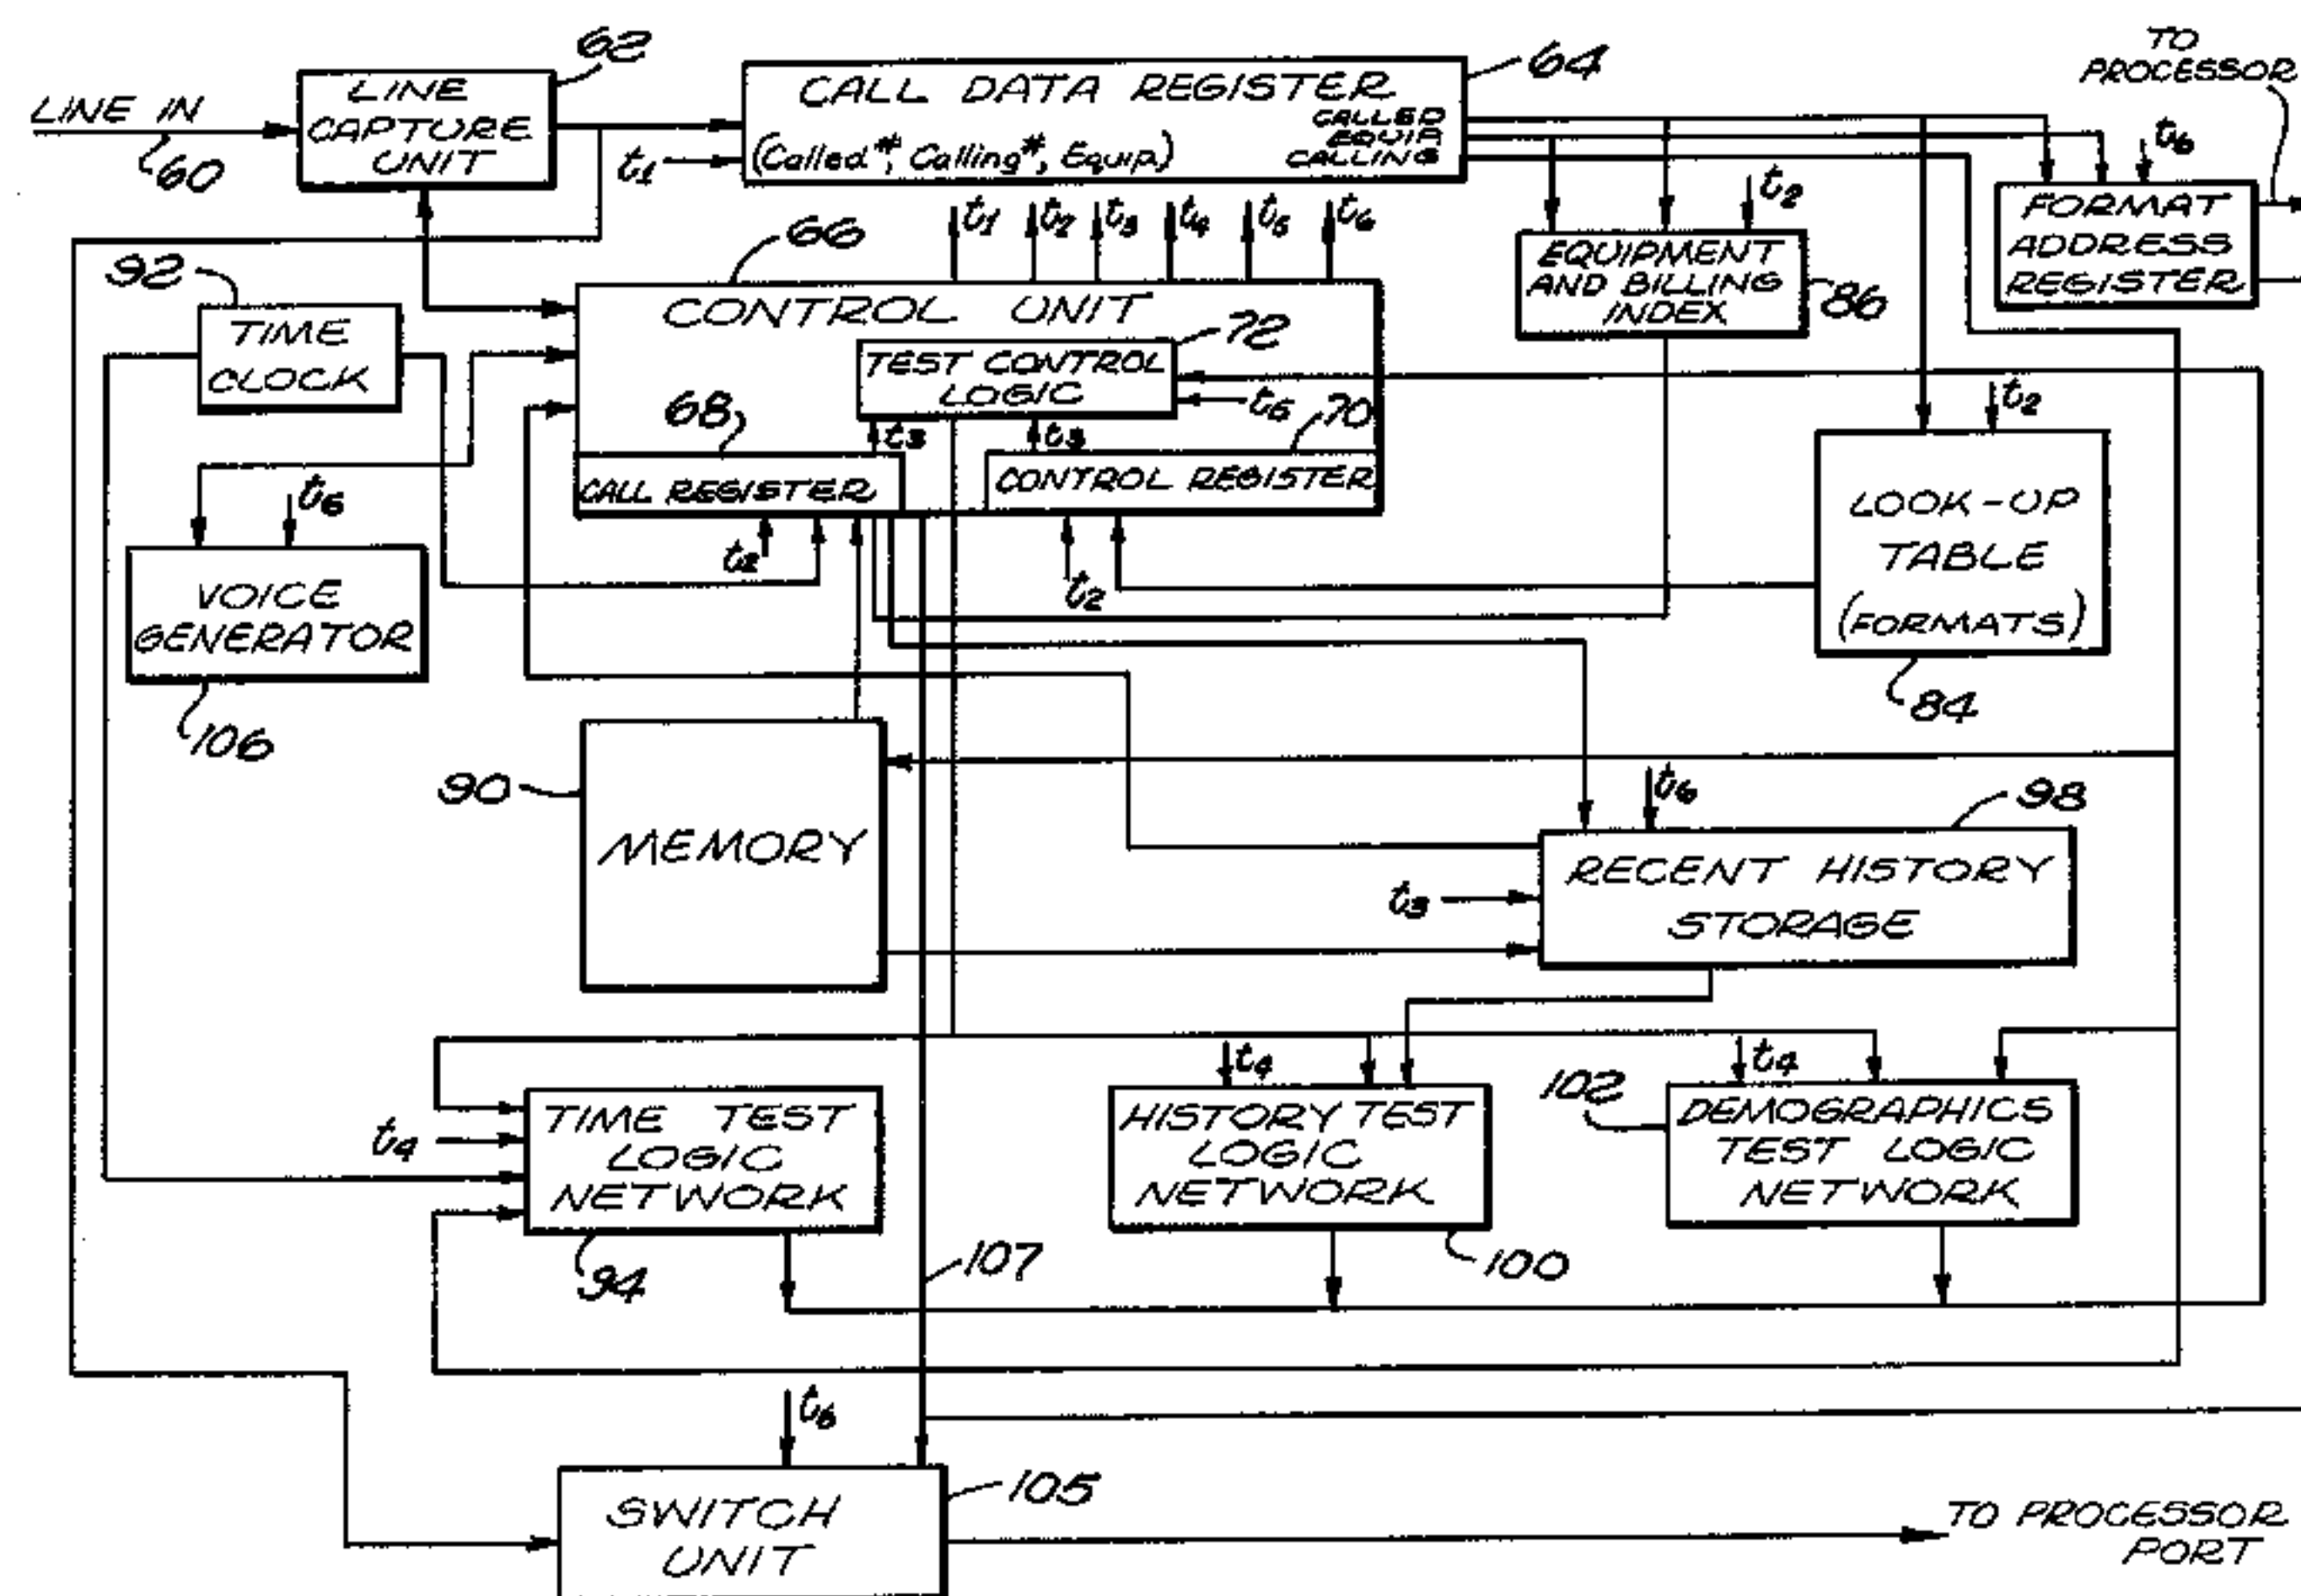 TO
PROCESSOR
LINE IN
60
62
LINE
CAPTURE
UNIT
64
CALL DATA REGISTER
CALLED
EQUIP
CALLING
(Called#, Calling#, Equip)
t1
t1
t2
t3
t4
t5
t6
t2
t6
FORMAT
ADDRESS
REGISTER
EQUIPMENT
AND BILLING
INDEX
86
92
TIME
CLOCK
66
CONTROL UNIT
72
TEST CONTROL
LOGIC
t5
68
t3
t3
70
CALL REGISTER
CONTROL REGISTER
t2
t2
t2
LOOK-UP
TABLE
(FORMATS)
84
t6
VOICE
GENERATOR
106
90
MEMORY
t6
98
RECENT HISTORY
STORAGE
t3
t4
TIME TEST
LOGIC
NETWORK
94
t4
HISTORY TEST
LOGIC
NETWORK
100
t4
102
DEMOGRAPHICS
TEST LOGIC
NETWORK
107
t6
SWITCH
UNIT
105
TO PROCESSOR
PORT